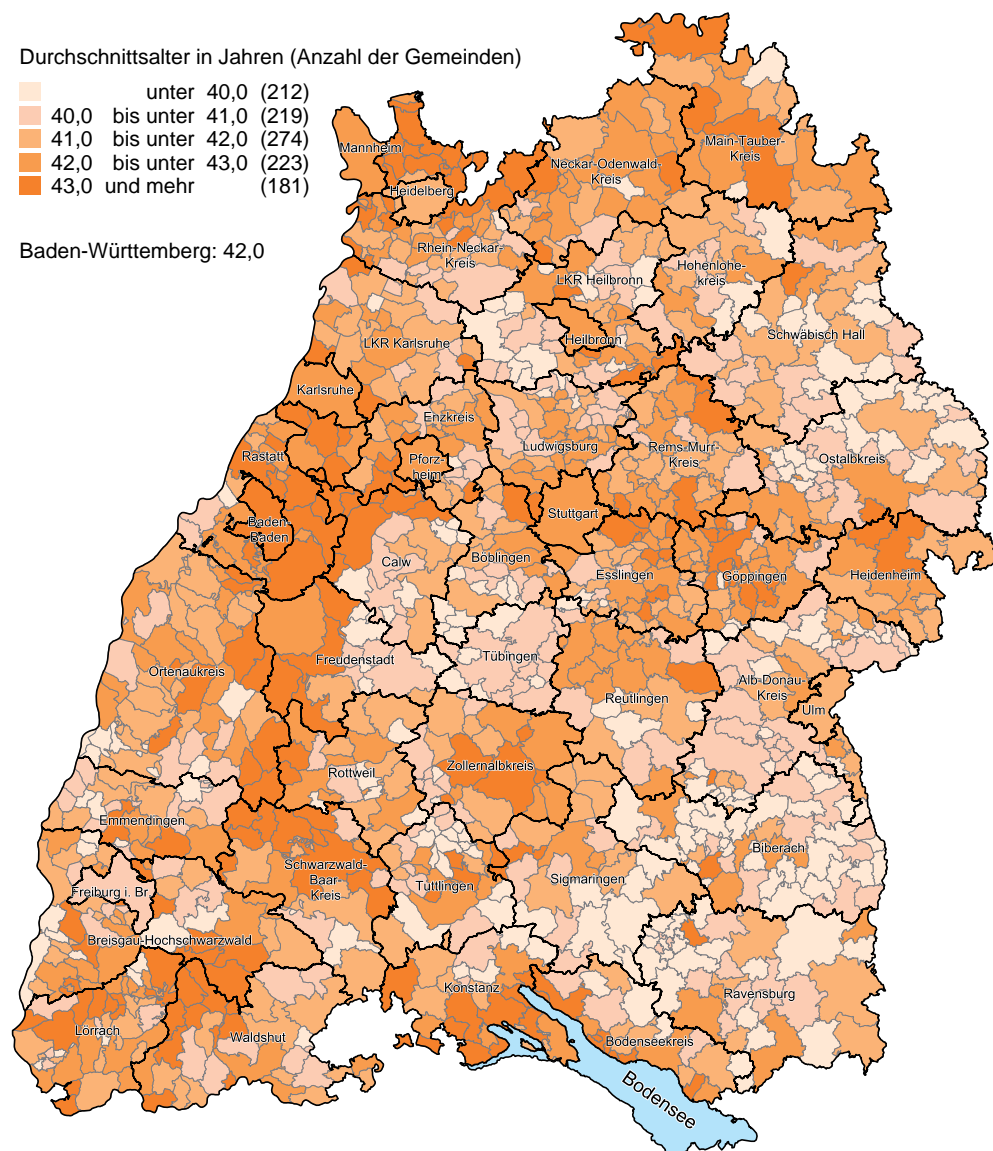 Durchschnittsalter in Jahren (Anzahl der Gemeinden)
unter 40,0 (212)
40,0 bis unter 41,0 (219)
41,0 bis unter 42,0 (274)
42,0 bis unter 43,0 (223)
43,0 und mehr (181)
Baden-Württemberg: 42,0
Mannheim
Heidelberg
Neckar-Odenwald-
Kreis
Main-Tauber-
Kreis
Rhein-Neckar-
Kreis
LKR Heilbronn
Hohenlohe-
kreis
Schwäbisch Hall
Heilbronn
LKR Karlsruhe
Karlsruhe
Enzkreis
Ludwigsburg
Rems-Murr-
Kreis
Ostalbkreis
Rastatt
Pforz-
heim
Stuttgart
Baden-
Baden
Calw
Böblingen
Esslingen
Göppingen
Heidenheim
Ortenaukreis
Freudenstadt
Tübingen
Reutlingen
Alb-Donau-
Kreis
Ulm
Rottweil
Zollernalbkreis
Emmendingen
Schwarzwald-
Baar-
Kreis
Tuttlingen
Sigmaringen
Biberach
Freiburg i. Br.
Breisgau-Hochschwarzwald
Konstanz
Ravensburg
Lörrach
Waldshut
Bodenseekreis
Bodensee